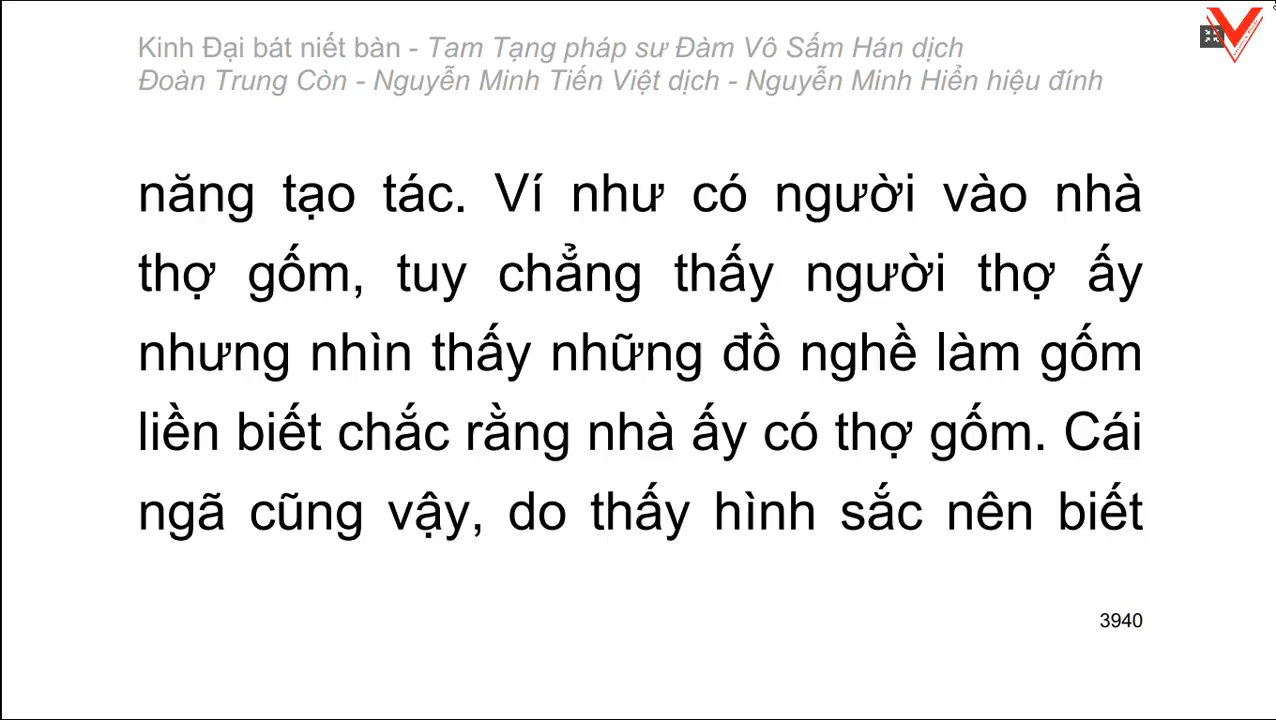 Kinh Đại bát niết bàn - Tam Tạng pháp sư Đàm Vô Sấm Hán dịch
Đoàn Trung Còn - Nguyễn Minh Tiến Việt dịch - Nguyễn Minh Hiển hiệu đính
năng tạo tác. Ví như có người vào nhà
thợ gốm, tuy chẳng thấy người thợ ấy
nhưng nhìn thấy những đồ nghề làm gốm
liền biết chắc rằng nhà ấy có thợ gốm. Cái
ngã cũng vậy, do thấy hình sắc nên biết
3940